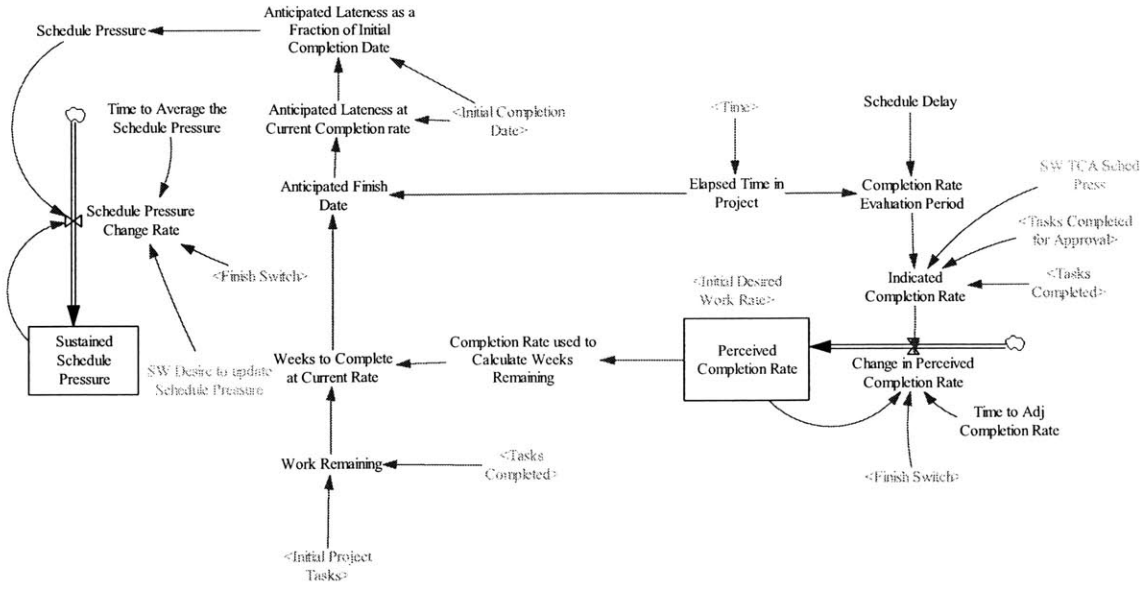 Schedule Pressure
Anticipated Lateness as a
Fraction of Initial
Completion Date
Time to Average the
Schedule Pressure
Anticipated Lateness at
Current Completion rate
<Initial Completion
Date>
<Time>
Schedule Delay
Anticipated Finish
Date
Elapsed Time in
Project
Completion Rate
Evaluation Period
SW TCA Sched
Press
Schedule Pressure
Change Rate
<Tasks Completed
for Approval>
<Finish Switch>
<Initial Desired
Work Rate>
Indicated
Completion Rate
<Tasks
Completed>
Sustained
Schedule
Pressure
SW Desire to update
Schedule Pressure
Weeks to Complete
at Current Rate
Completion Rate used to
Calculate Weeks
Remaining
Perceived
Completion Rate
Change in Perceived
Completion Rate
Time to Adj
Completion Rate
Work Remaining
<Tasks
Completed>
<Finish Switch>
<Initial Project
Tasks>